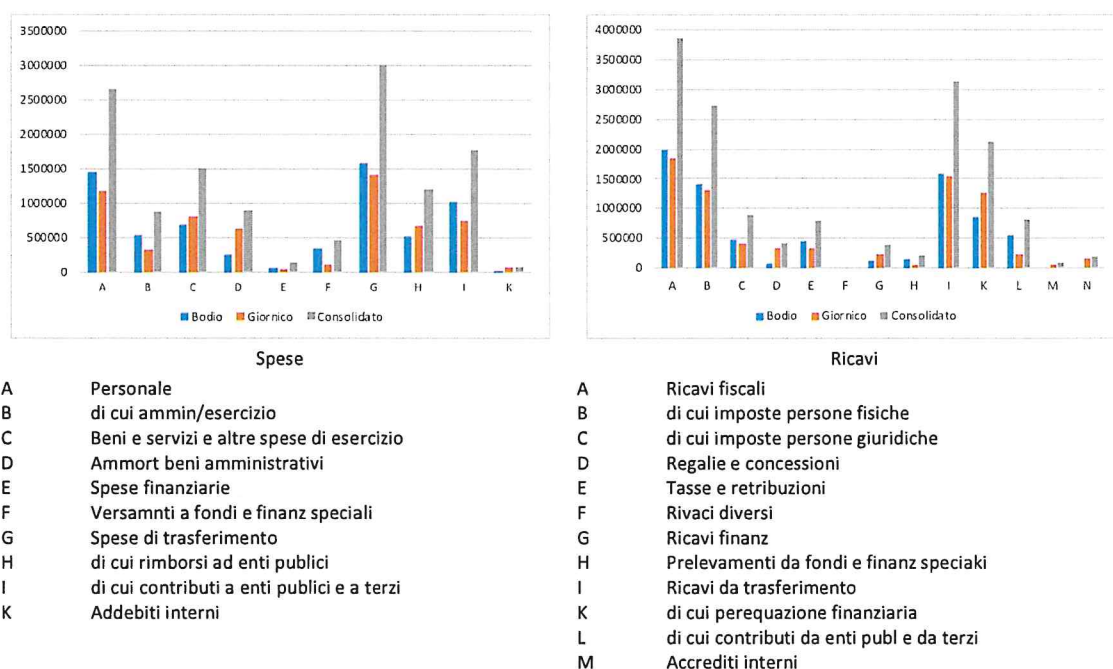 3500000
3000000
2500000
2000000
1500000
1000000
500000
0
A B C D E F G H I K
Bodio Giornico Consolidato
Spese
A Personale
B di cui ammin/esercizio
C Beni e servizi e altre spese di esercizio
D Ammort beni amministrativi
E Spese finanziarie
F Versamnti a fondi e finanz speciali
G Spese di trasferimento
H di cui rimborsi ad enti publici
I di cui contributi a enti publici e a terzi
K Addebiti interni
4000000
3500000
3000000
2500000
2000000
1500000
1000000
500000
0
A B C D E F G H I K L M N
Bodio Giornico Consolidato
Ricavi
A Ricavi fiscali
B di cui imposte persone fisiche
C di cui imposte persone giuridiche
D Regalie e concessioni
E Tasse e retribuzioni
F Rivaci diversi
G Ricavi finanz
H Prelevamenti da fondi e finanz speciaki
I Ricavi da trasferimento
K di cui perequazione finanziaria
L di cui contributi da enti publ e da terzi
M Accrediti interni